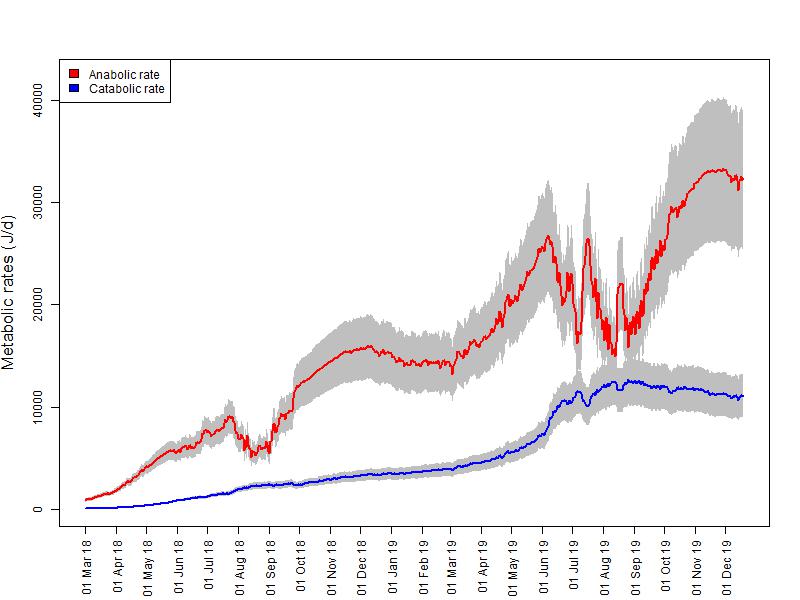 Anabolic rate
Catabolic rate
Metabolic rates (J/d)
40000
30000
20000
10000
0
01 Mar 18
01 Apr 18
01 May 18
01 Jun 18
01 Jul 18
01 Aug 18
01 Sep 18
01 Oct 18
01 Nov 18
01 Dec 18
01 Jan 19
01 Feb 19
01 Mar 19
01 Apr 19
01 May 19
01 Jun 19
01 Jul 19
01 Aug 19
01 Sep 19
01 Oct 19
01 Nov 19
01 Dec 19